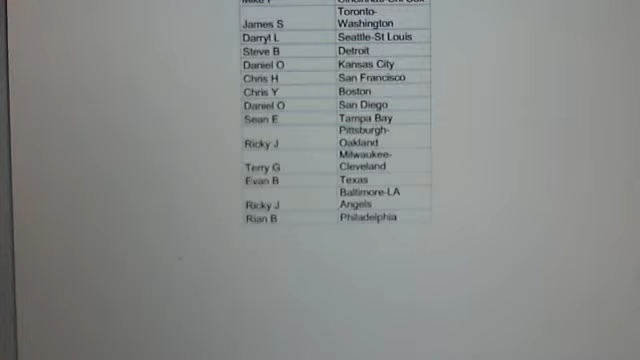 Toronto-
James S Washington
Darryl L Seattle-St Louis
Steve B Detroit
Daniel O Kansas City
Chris H San Francisco
Chris Y Boston
Daniel O San Diego
Sean E Tampa Bay
Pittsburgh-
Ricky J Oakland
Milwaukee-
Terry G Cleveland
Evan B Texas
Baltimore-LA
Ricky J Angels
Rian B Philadelphia